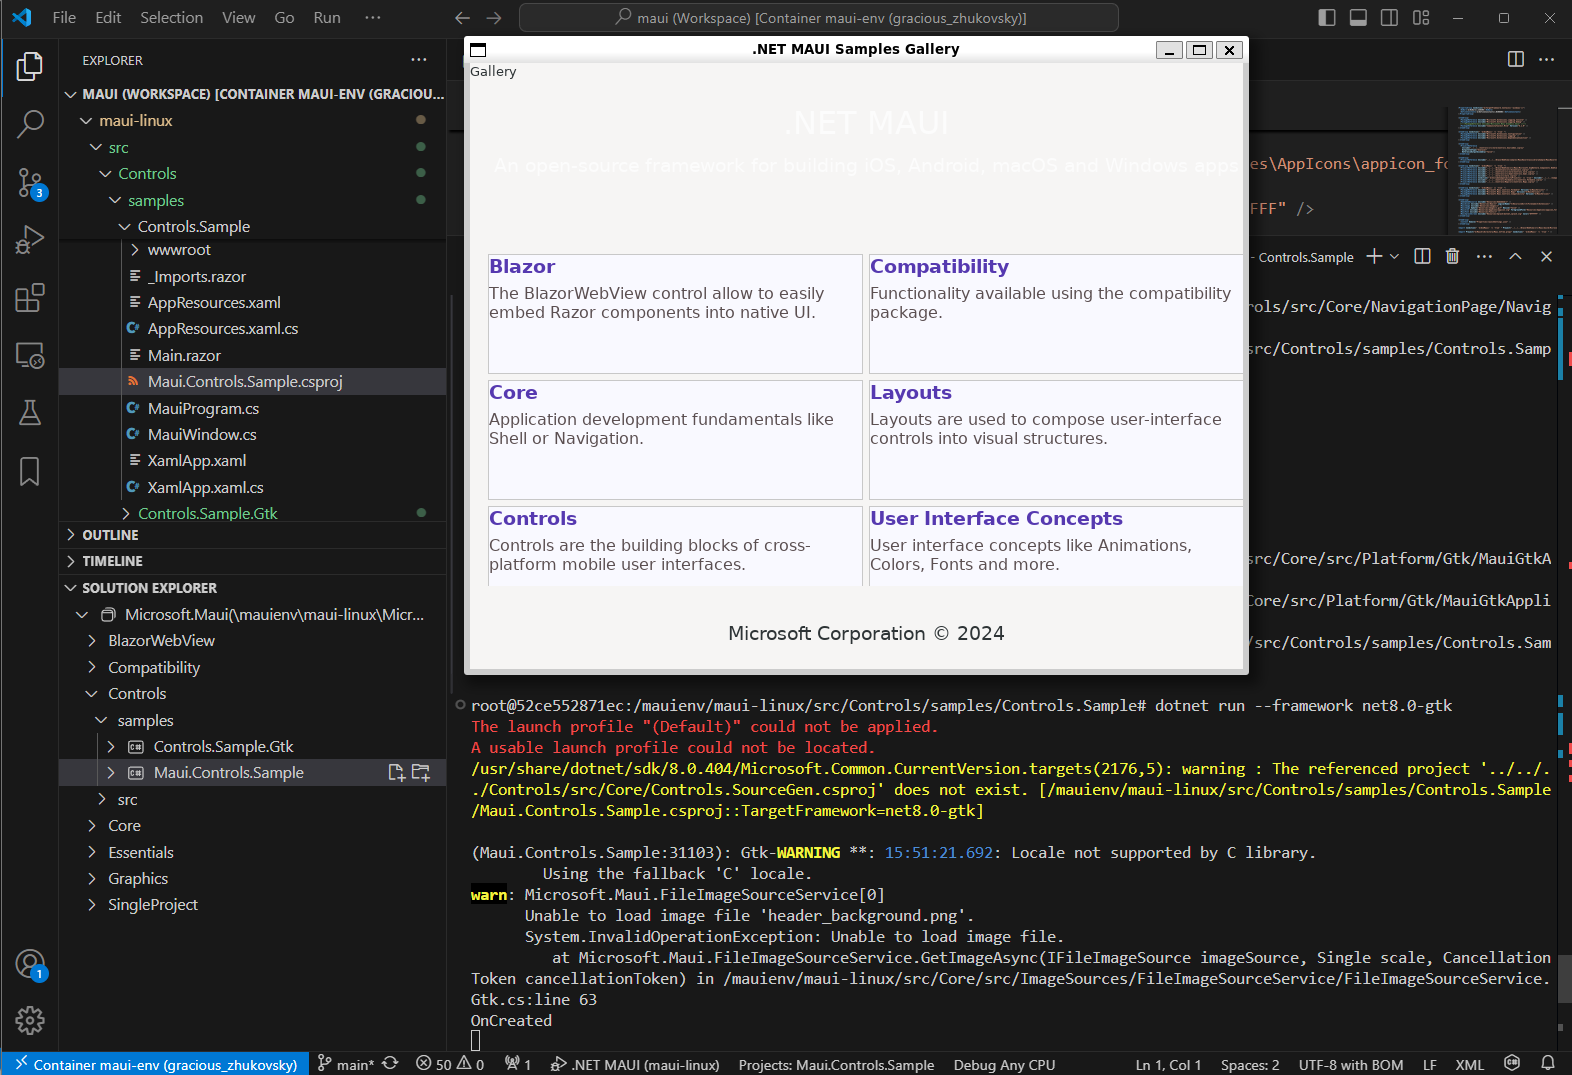 File Edit Selection View Go Run ···
maui (Workspace) [Container maui-env (gracious_zhukovsky)]
EXPLORER
MAUI (WORKSPACE) [CONTAINER MAUI-ENV (GRACIOU...
maui-linux
src
Controls
samples
Controls.Sample
wwwroot
_Imports.razor
AppResources.xaml
AppResources.xaml.cs
Main.razor
Maui.Controls.Sample.csproj
MauiProgram.cs
MauiWindow.cs
XamlApp.xaml
XamlApp.xaml.cs
Controls.Sample.Gtk
OUTLINE
TIMELINE
SOLUTION EXPLORER
Microsoft.Maui(\mauienv\maui-linux\Micr...
BlazorWebView
Compatibility
Controls
samples
Controls.Sample.Gtk
Maui.Controls.Sample
src
Core
Essentials
Graphics
SingleProject
3
1
.NET MAUI Samples Gallery
Gallery
.NET MAUI
An open-source framework for building iOS, Android, macOS and Windows apps
Blazor
The BlazorWebView control allow to easily
embed Razor components into native UI.
Compatibility
Functionality available using the compatibility
package.
Core
Application development fundamentals like
Shell or Navigation.
Layouts
Layouts are used to compose user-interface
controls into visual structures.
Controls
Controls are the building blocks of cross-
platform mobile user interfaces.
User Interface Concepts
User interface concepts like Animations,
Colors, Fonts and more.
Microsoft Corporation © 2024
es\AppIcons\appicon_fo
FFF" />
- Controls.Sample
rols/src/Core/NavigationPage/Navig
src/Controls/samples/Controls.Samp
src/Core/src/Platform/Gtk/MauiGtkA
Core/src/Platform/Gtk/MauiGtkAppli
/src/Controls/samples/Controls.Sam
root@52ce552871ec:/mauienv/maui-linux/src/Controls/samples/Controls.Sample# dotnet run --framework net8.0-gtk
The launch profile "(Default)" could not be applied.
A usable launch profile could not be located.
/usr/share/dotnet/sdk/8.0.404/Microsoft.Common.CurrentVersion.targets(2176,5): warning : The referenced project '../../.
./Controls/src/Core/Controls.SourceGen.csproj' does not exist. [/mauienv/maui-linux/src/Controls/samples/Controls.Sample
/Maui.Controls.Sample.csproj::TargetFramework=net8.0-gtk]
(Maui.Controls.Sample:31103): Gtk-WARNING **: 15:51:21.692: Locale not supported by C library.
Using the fallback 'C' locale.
warn: Microsoft.Maui.FileImageSourceService[0]
Unable to load image file 'header_background.png'.
System.InvalidOperationException: Unable to load image file.
at Microsoft.Maui.FileImageSourceService.GetImageAsync(IFileImageSource imageSource, Single scale, Cancellation
Token cancellationToken) in /mauienv/maui-linux/src/Core/src/ImageSources/FileImageSourceService/FileImageSourceService.
Gtk.cs:line 63
OnCreated
Container maui-env (gracious_zhukovsky) main* 50 0 1 .NET MAUI (maui-linux) Projects: Maui.Controls.Sample Debug Any CPU Ln 1, Col 1 Spaces: 2 UTF-8 with BOM LF XML